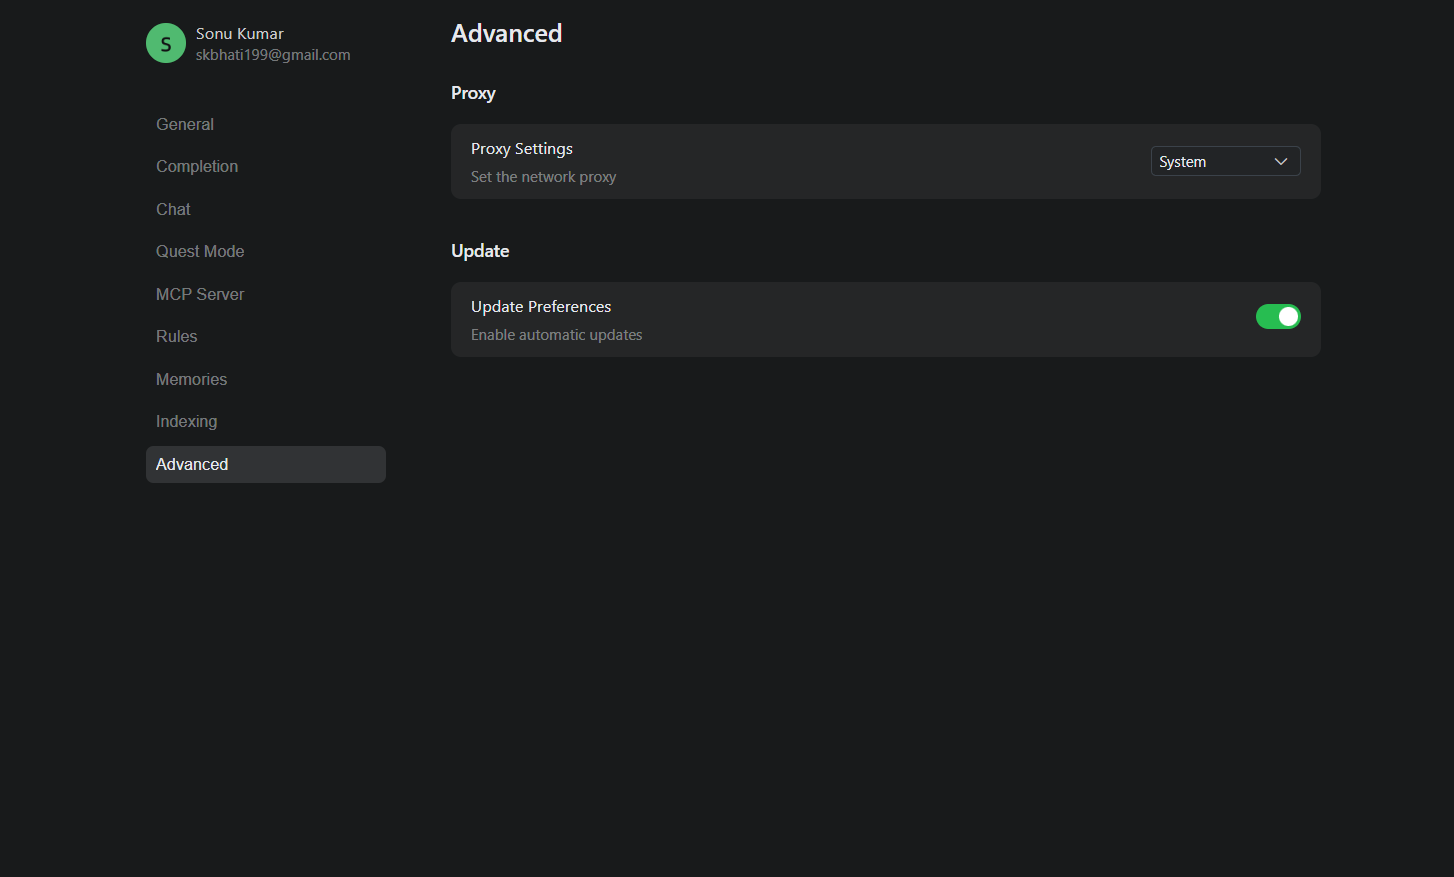 S
Sonu Kumar
skbhati199@gmail.com
General
Completion
Chat
Quest Mode
MCP Server
Rules
Memories
Indexing
Advanced
Advanced
Proxy
Proxy Settings
Set the network proxy
System
Update
Update Preferences
Enable automatic updates